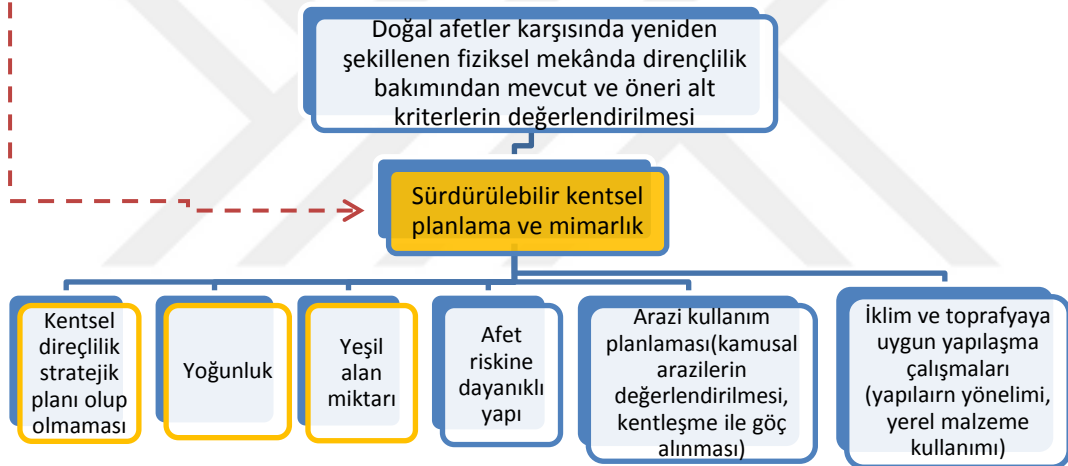 Doğal afetler karşısında yeniden
şekillenen fiziksel mekânda dirençlilik
bakımından mevcut ve öneri alt
kriterlerin değerlendirilmesi
Sürdürülebilir kentsel
planlama ve mimarlık
Kentsel
direçlilik
stratejik
planı olup
olmaması
Yoğunluk
Yeşil
alan
miktarı
Afet
riskine
dayanıklı
yapı
Arazi kullanım
planlaması(kamusal
arazilerin
değerlendirilmesi,
kentleşme ile göç
alınması)
İklim ve toprafyaya
uygun yapılaşma
çalışmaları
(yapılaırn yönelimi,
yerel malzeme
kullanımı)